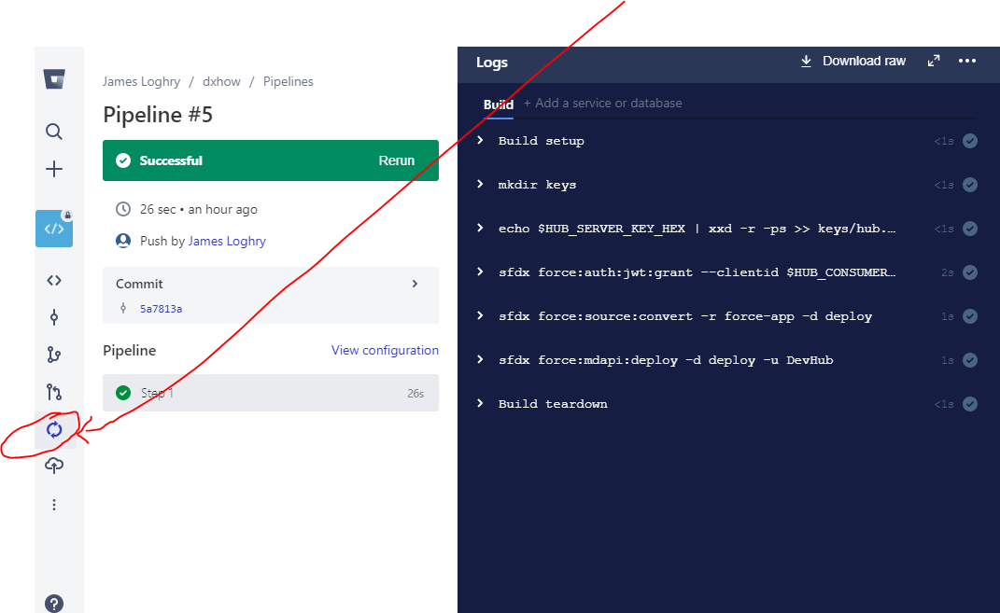 James Loghry / dxhow / Pipelines
Pipeline #5
Successful Rerun
26 sec • an hour ago
Push by James Loghry
Commit
5a7813a
Pipeline View configuration
Step 1 26s
Logs Download raw
Build + Add a service or database
Build setup <1s
mkdir keys <1s
echo $HUB_SERVER_KEY_HEX | xxd -r -ps >> keys/hub.… <1s
sfdx force:auth:jwt:grant --clientid $HUB_CONSUMER… 2s
sfdx force:source:convert -r force-app -d deploy 1s
sfdx force:mdapi:deploy -d deploy -u DevHub 1s
Build teardown <1s